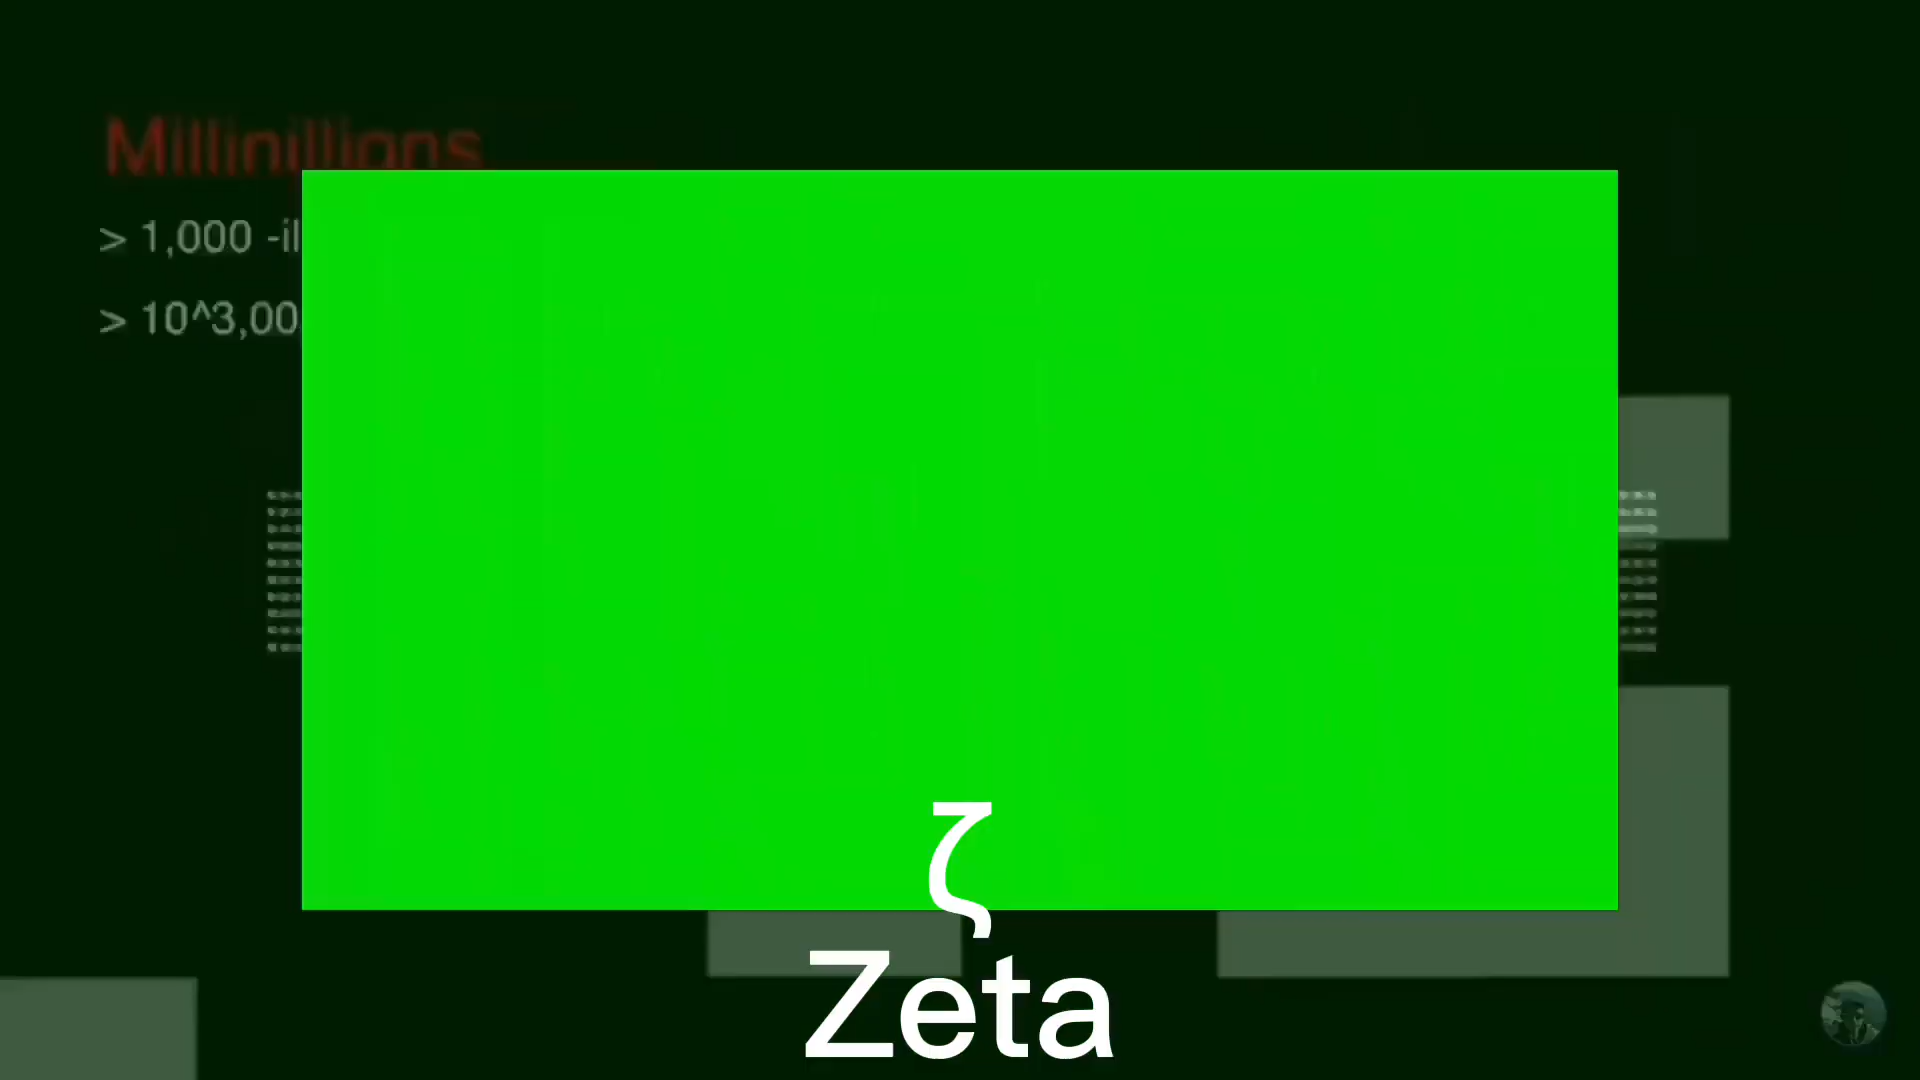 Millinillions
> 1,000 -il
> 10^3,00
ζ
Zeta